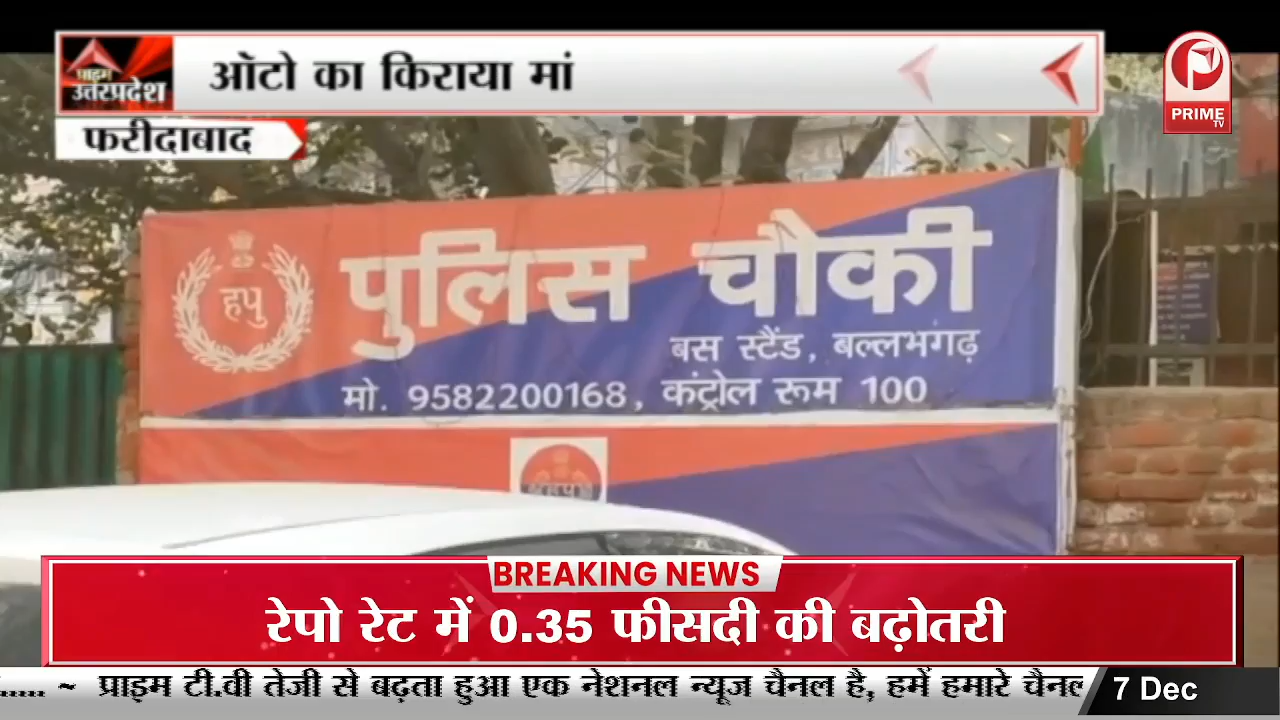 प्राइम
उत्तरप्रदेश
ऑटो का किराया मां
PRIME
TV
फरीदाबाद
हपु
पुलिस चौकी
बस स्टैंड, बल्लभगंढ़
मो. 9582200168, कंट्रोल रूम 100
BREAKING NEWS
रेपो रेट में 0.35 फीसदी की बढ़ोतरी
..... ~ प्राइम टी.वी तेजी से बढ़ता हुआ एक नेशनल न्यूज चैनल है, हमें हमारे चैनल
7 Dec